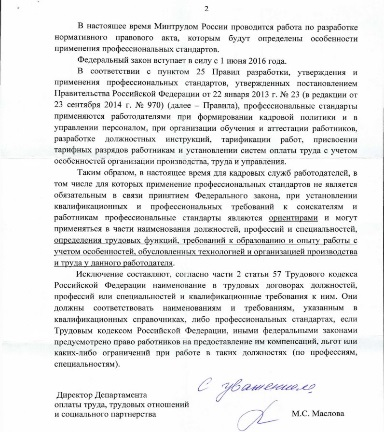 2
В настоящее время Минтрудом России проводится работа по разработке
нормативного правового акта, которым будут определены особенности
применения профессиональных стандартов.
Федеральный закон вступает в силу с 1 июня 2016 года.
В соответствии с пунктом 25 Правил разработки, утверждения и
применения профессиональных стандартов, утвержденных постановлением
Правительства Российской Федерации от 22 января 2013 г. № 23 (в редакции от
23 сентября 2014 г. № 970) (далее – Правила), профессиональные стандарты
применяются работодателями при формировании кадровой политики и в
управлении персоналом, при организации обучения и аттестации работников,
разработке должностных инструкций, тарификации работ, присвоении
тарифных разрядов работникам и установлении систем оплаты труда с учетом
особенностей организации производства, труда и управления.
Таким образом, в настоящее время для кадровых служб работодателей, в
том числе для которых применение профессиональных стандартов не является
обязательным в связи принятием Федерального закона, при установлении
квалификационных и профессиональных требований к соискателям и
работникам профессиональные стандарты являются ориентирами и могут
применяться в части наименования должностей, профессий и специальностей,
определения трудовых функций, требований к образованию и опыту работы с
учетом особенностей, обусловленных технологией и организацией производства
и труда у данного работодателя.
Исключение составляют, согласно части 2 статьи 57 Трудового кодекса
Российской Федерации наименование в трудовых договорах должностей,
профессий или специальностей и квалификационные требования к ним. Они
должны соответствовать наименованиям и требованиям, указанным в
квалификационных справочниках, либо профессиональных стандартах, если
Трудовым кодексом Российской Федерации, иными федеральными законами
предусмотрено право работников на предоставление им компенсаций, льгот или
каких-либо ограничений при работе в таких должностях (по профессиям,
специальностям).
С уважением
Директор Департамента
оплаты труда, трудовых отношений
и социального партнерства
М.С. Маслова